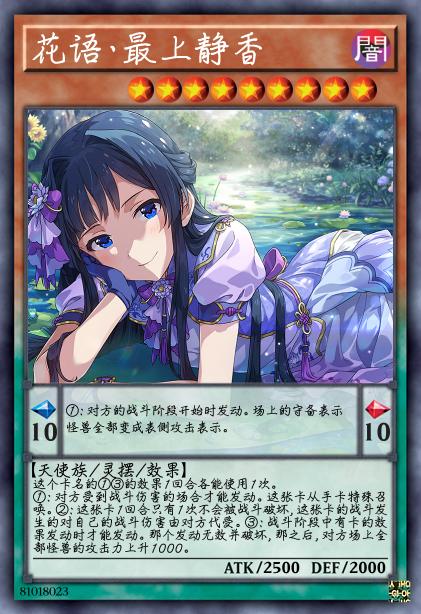 花语·最上静香
闇
①:对方的战斗阶段开始时发动。场上的守备表示
怪兽全部变成表侧攻击表示。
10
10
【天使族/灵摆/效果】
这个卡名的①③的效果1回合各能使用1次。
①:对方受到战斗伤害的场合才能发动。这张卡从手卡特殊召
唤。②:这张卡1回合只有1次不会被战斗破坏,这张卡的战斗发
生的对自己的战斗伤害由对方代受。③:战斗阶段中有卡的效
果发动时才能发动。那个发动无效并破坏,那之后,对方场上全
部怪兽的攻击力上升1000。
ATK/2500 DEF/2000
81018023